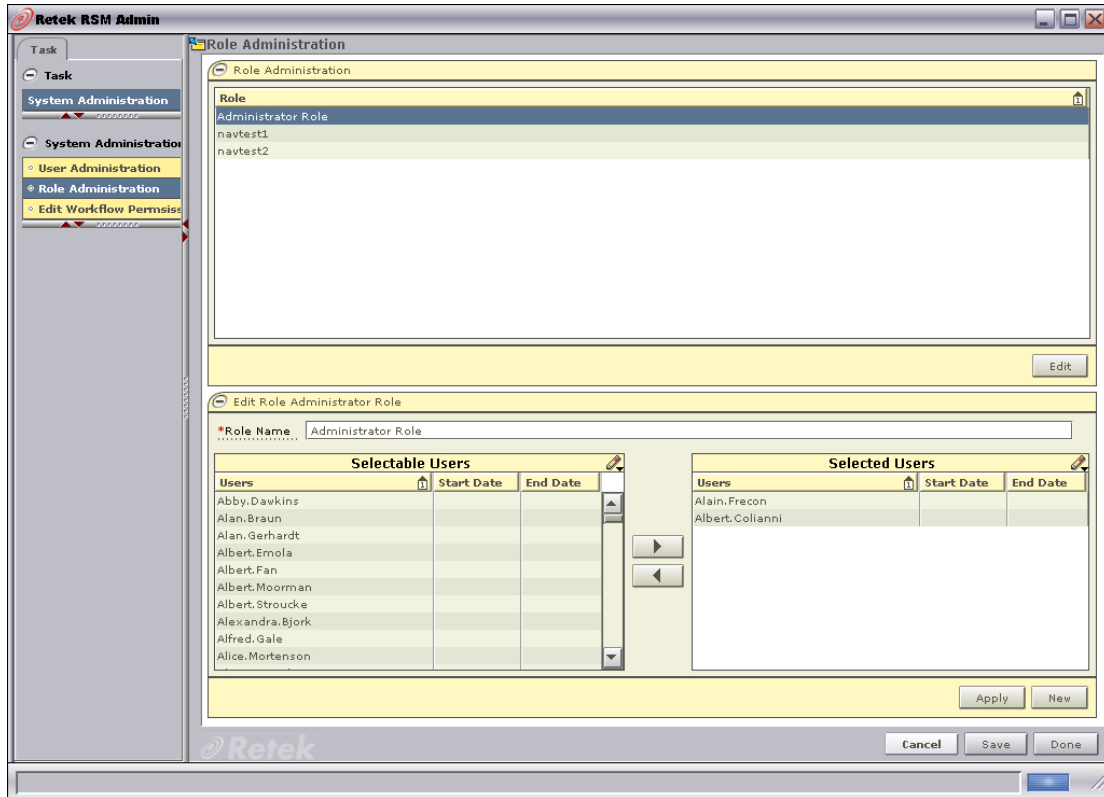 Retek RSM Admin
Task
Task
System Administration
System Administration
User Administration
Role Administration
Edit Workflow Permsiss
Role Administration
Role Administration
Role
1
Administrator Role
navtest1
navtest2
Edit
Edit Role Administrator Role
*Role Name Administrator Role
Selectable Users
Users 1 Start Date End Date
Abby.Dawkins
Alan.Braun
Alan.Gerhardt
Albert.Emola
Albert.Fan
Albert.Moorman
Albert.Stroucke
Alexandra.Bjork
Alfred.Gale
Alice.Mortenson
Selected Users
Users 1 Start Date End Date
Alain.Frecon
Albert.Colianni
Apply New
Retek
Cancel Save Done